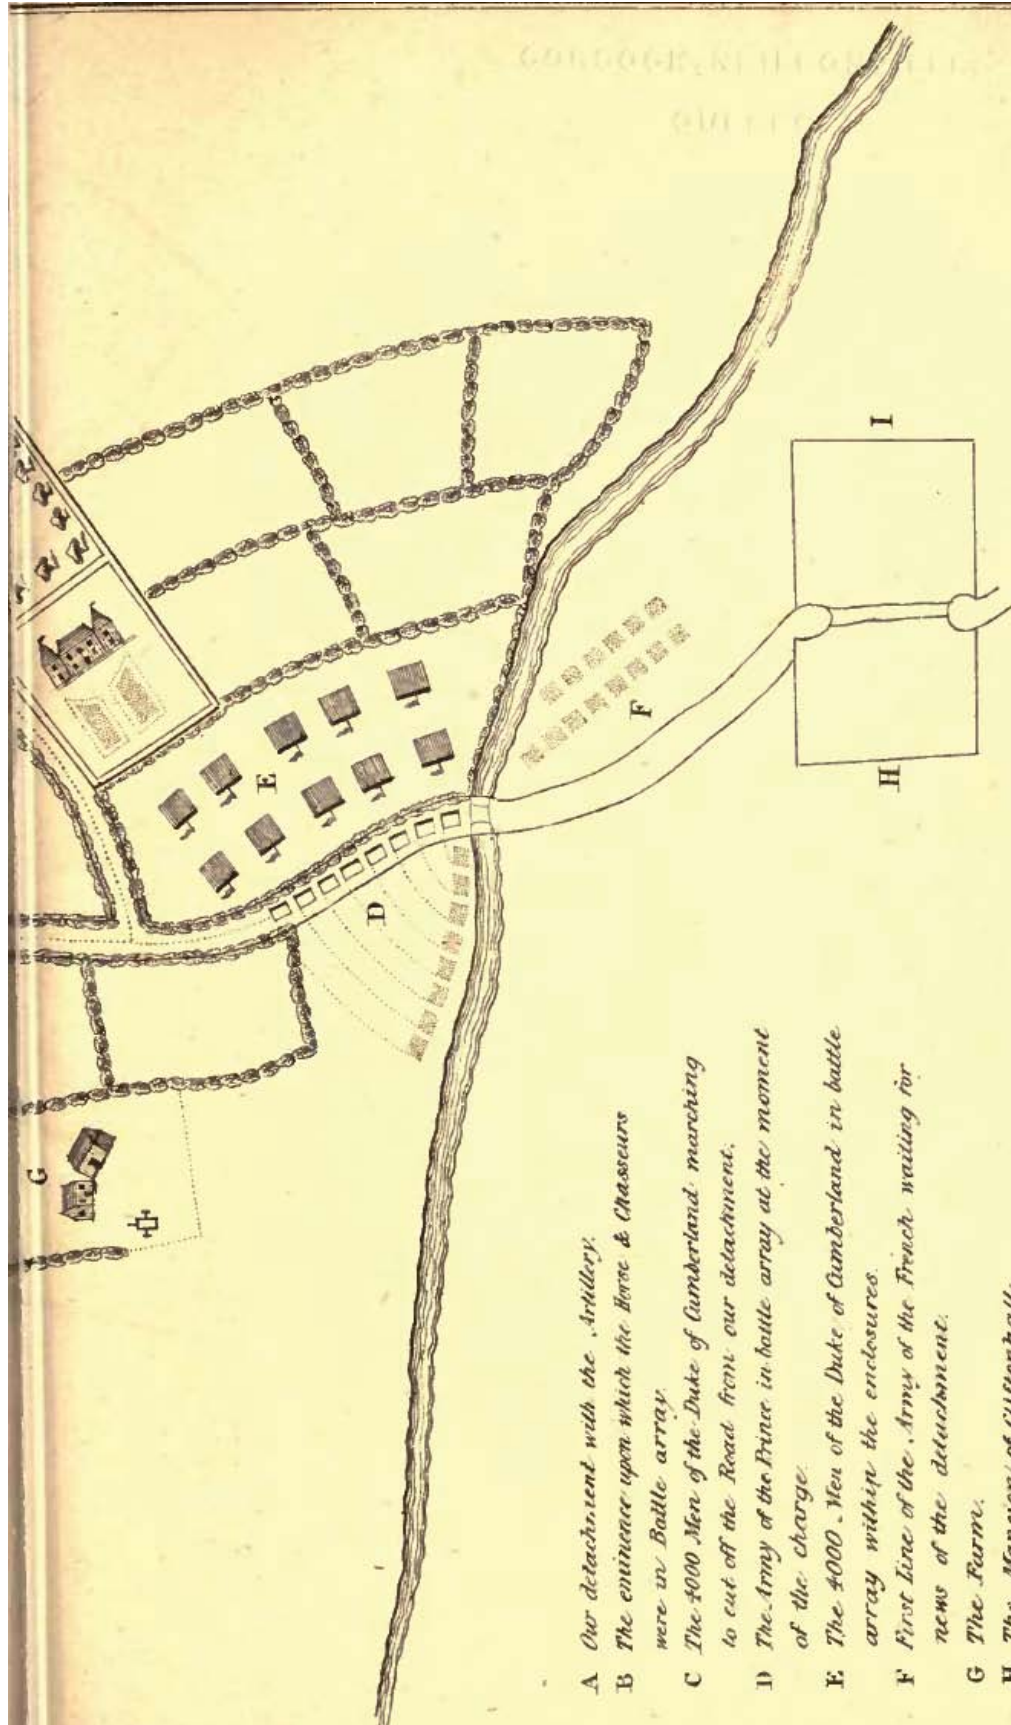 G
E
D
F
H
I
A Our detachment with the Artillery.
B The eminence upon which the Horse & Chasseurs
were in Battle array.
C The 4000 Men of the Duke of Cumberland marching
to cut off the Road from our detachment.
D The Army of the Prince in battle array at the moment
of the charge.
E The 4000 Men of the Duke of Cumberland in battle
array within the enclosures.
F First Line of the Army of the French waiting for
news of the detachment.
G The Farm.
H The Mansion of